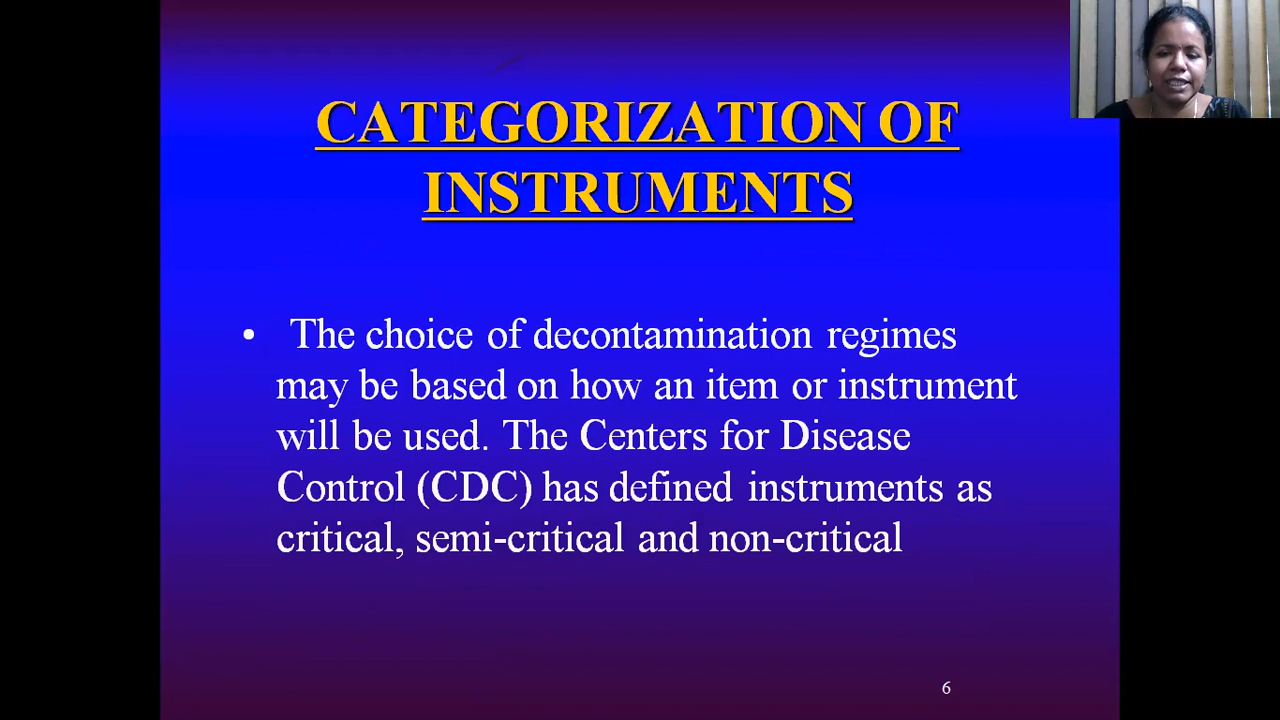 CATEGORIZATION OF
INSTRUMENTS
• The choice of decontamination regimes
may be based on how an item or instrument
will be used. The Centers for Disease
Control (CDC) has defined instruments as
critical, semi-critical and non-critical
6